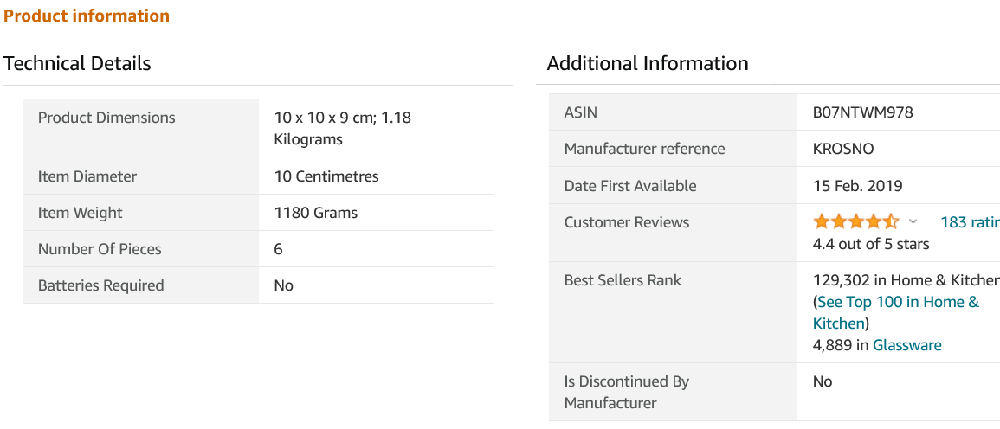 Product information
Technical Details
Product Dimensions 10 x 10 x 9 cm; 1.18
Kilograms
Item Diameter 10 Centimetres
Item Weight 1180 Grams
Number Of Pieces 6
Batteries Required No
Additional Information
ASIN B07NTWM978
Manufacturer reference KROSNO
Date First Available 15 Feb. 2019
Customer Reviews 183 ratin
4.4 out of 5 stars
Best Sellers Rank 129,302 in Home & Kitchen
(See Top 100 in Home &
Kitchen)
4,889 in Glassware
Is Discontinued By No
Manufacturer